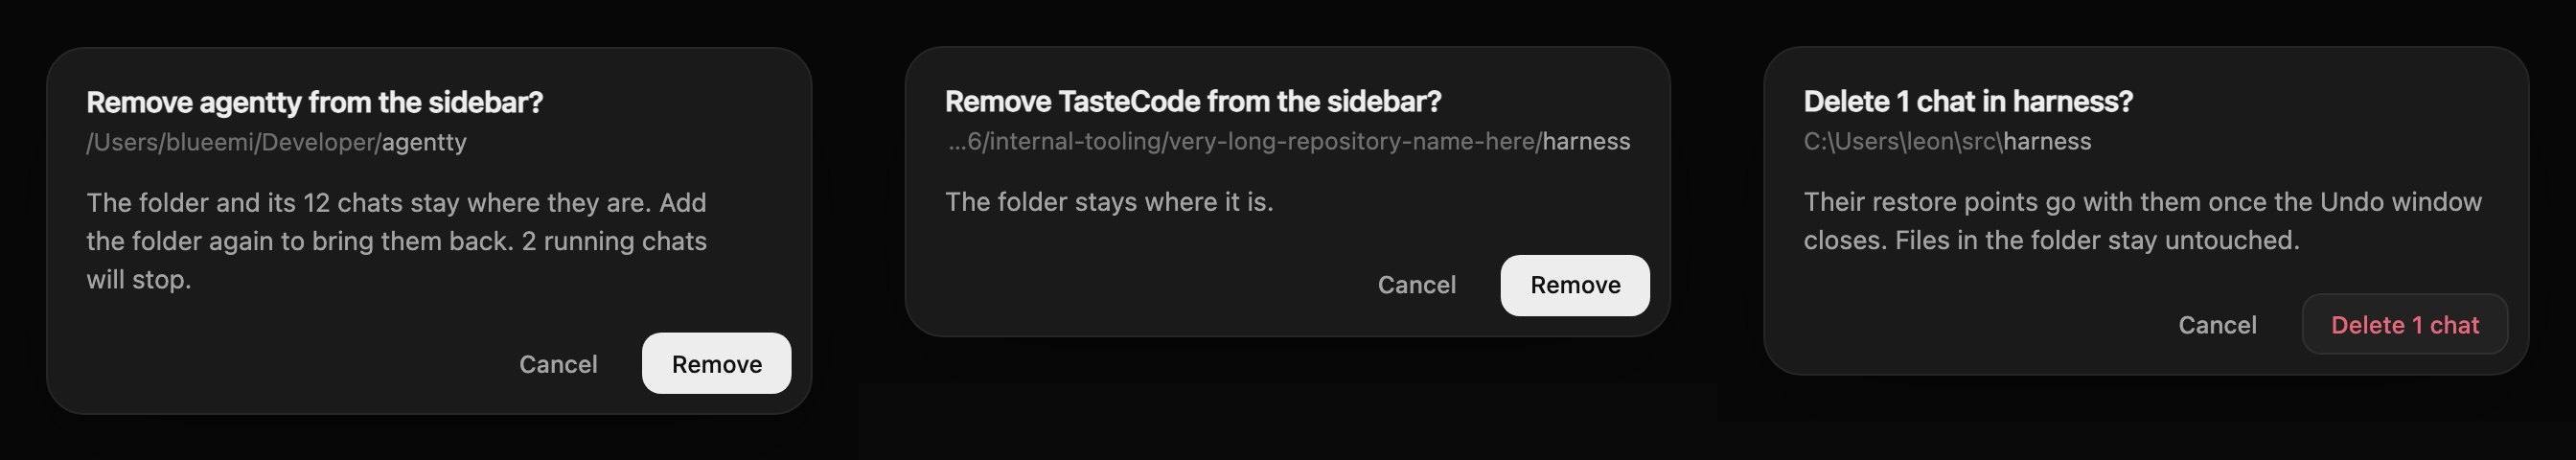 Remove agentty from the sidebar?
/Users/blueemi/Developer/agentty
The folder and its 12 chats stay where they are. Add
the folder again to bring them back. 2 running chats
will stop.
Cancel
Remove
Remove TasteCode from the sidebar?
...6/internal-tooling/very-long-repository-name-here/harness
The folder stays where it is.
Cancel
Remove
Delete 1 chat in harness?
C:\Users\leon\src\harness
Their restore points go with them once the Undo window
closes. Files in the folder stay untouched.
Cancel
Delete 1 chat